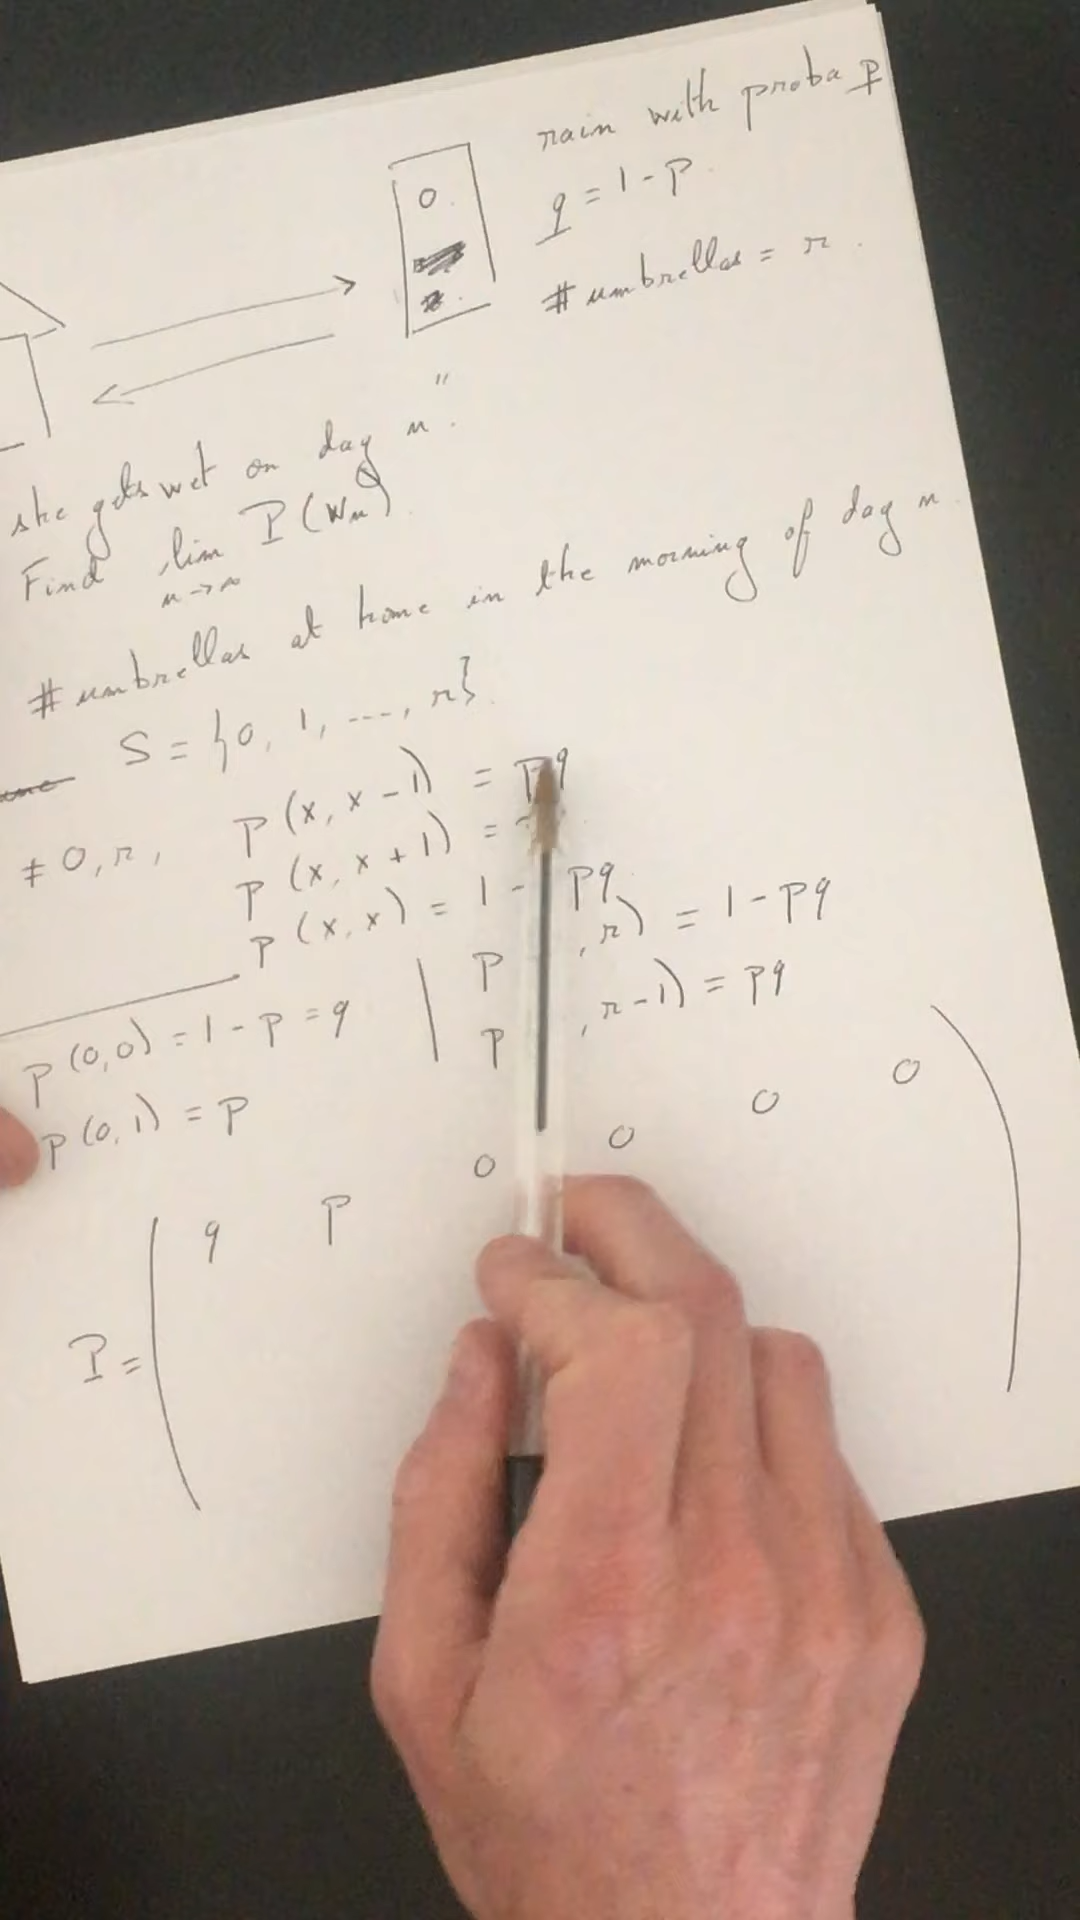 rain with proba p
q = 1 - p.
# umbrellas = r.
0.
she gets wet on day n".
Find lim P(Wn).
n→∞
# umbrellas at home in the morning of day n.
S = {0, 1, ---, r}.
≠ 0, r, p(x, x-1) = pq
p(x, x+1) =
p(x, x) = 1 - pq.
p(0,0) = 1 - p = q | p , r) = 1 - pq
p(0,1) = p | p , r-1) = pq
q p 0 0 0 0
P =